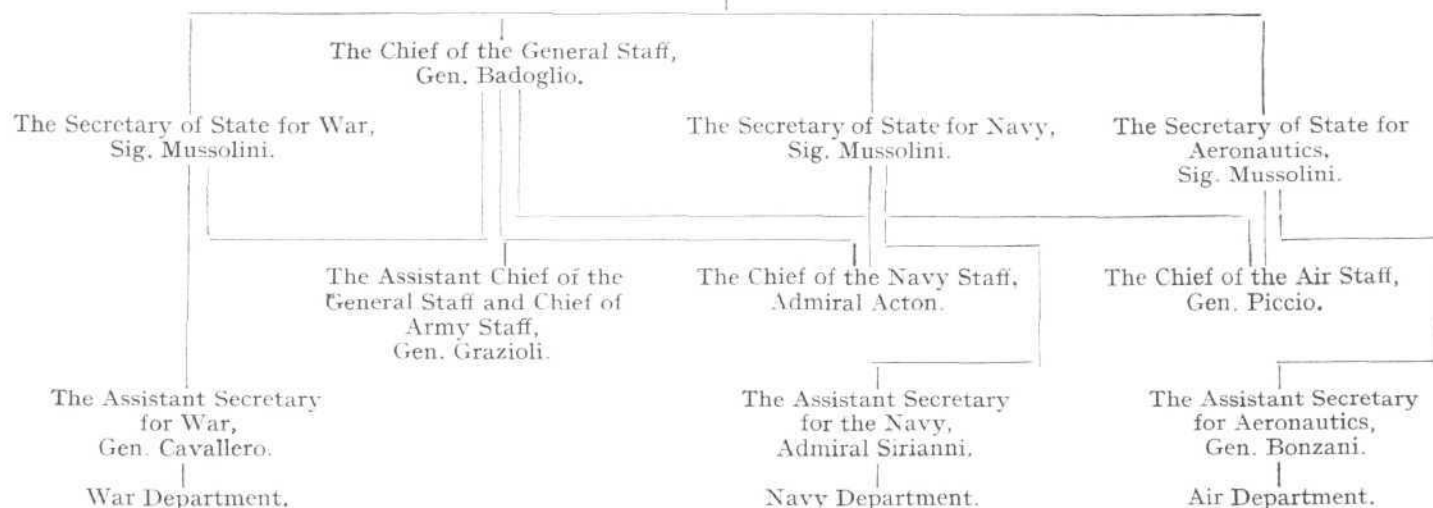 The Chief of the General Staff,
Gen. Badoglio.
The Secretary of State for War,
Sig. Mussolini.
The Secretary of State for Navy,
Sig. Mussolini.
The Secretary of State for
Aeronautics,
Sig. Mussolini.
The Assistant Chief of the
General Staff and Chief of
Army Staff,
Gen. Grazioli.
The Chief of the Navy Staff,
Admiral Acton.
The Chief of the Air Staff,
Gen. Piccio.
The Assistant Secretary
for War,
Gen. Cavallero.
War Department.
The Assistant Secretary
for the Navy,
Admiral Sirianni.
Navy Department.
The Assistant Secretary
for Aeronautics,
Gen. Bonzani.
Air Department.